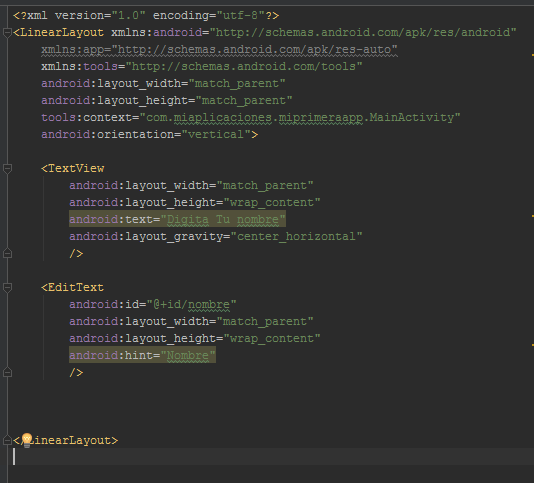 <?xml version="1.0" encoding="utf-8"?>
<LinearLayout xmlns:android="http://schemas.android.com/apk/res/android"
    xmlns:app="http://schemas.android.com/apk/res-auto"
    xmlns:tools="http://schemas.android.com/tools"
    android:layout_width="match_parent"
    android:layout_height="match_parent"
    tools:context="com.miaplicaciones.miprimeraapp.MainActivity"
    android:orientation="vertical">
    <TextView
        android:layout_width="match_parent"
        android:layout_height="wrap_content"
        android:text="Digita Tu nombre"
        android:layout_gravity="center_horizontal"
        />
    <EditText
        android:id="@+id/nombre"
        android:layout_width="match_parent"
        android:layout_height="wrap_content"
        android:hint="Nombre"
        />
</LinearLayout>